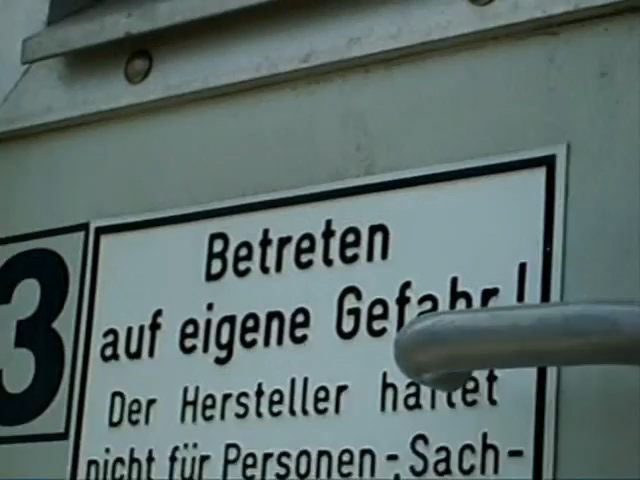 3
Betreten
auf eigene Gefahr!
Der Hersteller haftet
nicht für Personen-,Sach-